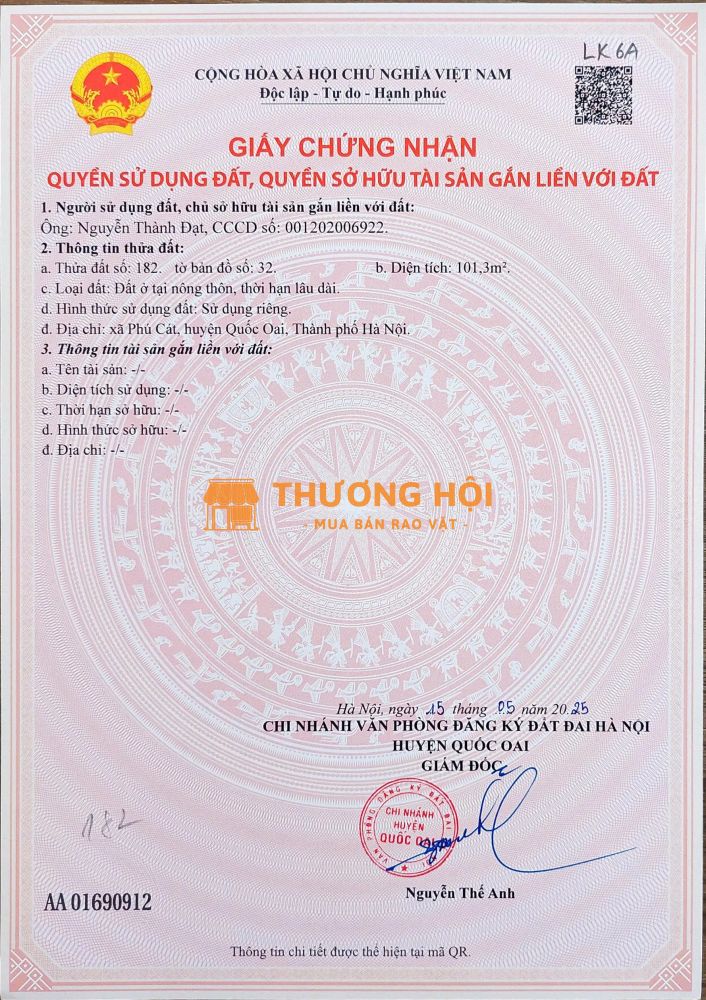 LK 6A
CỘNG HÒA XÃ HỘI CHỦ NGHĨA VIỆT NAM
Độc lập - Tự do - Hạnh phúc
GIẤY CHỨNG NHẬN
QUYỀN SỬ DỤNG ĐẤT, QUYỀN SỞ HỮU TÀI SẢN GẮN LIỀN VỚI ĐẤT
1. Người sử dụng đất, chủ sở hữu tài sản gắn liền với đất:
Ông: Nguyễn Thành Đạt, CCCD số: 001202006922.
2. Thông tin thửa đất:
a. Thửa đất số: 182. tờ bản đồ số: 32. b. Diện tích: 101,3m².
c. Loại đất: Đất ở tại nông thôn, thời hạn lâu dài.
d. Hình thức sử dụng đất: Sử dụng riêng.
đ. Địa chỉ: xã Phú Cát, huyện Quốc Oai, Thành phố Hà Nội.
3. Thông tin tài sản gắn liền với đất:
a. Tên tài sản: -/-
b. Diện tích sử dụng: -/-
c. Thời hạn sở hữu: -/-
d. Hình thức sở hữu: -/-
đ. Địa chỉ: -/-
THƯƠNG HỘI
- MUA BÁN RAO VẶT -
Hà Nội, ngày 15 tháng 05 năm 2025
CHI NHÁNH VĂN PHÒNG ĐĂNG KÝ ĐẤT ĐAI HÀ NỘI
HUYỆN QUỐC OAI
GIÁM ĐỐC
VĂN PHÒNG ĐĂNG KÝ ĐẤT ĐAI
CHI NHÁNH
HUYỆN
QUỐC OAI
182
Nguyễn Thế Anh
AA 01690912
Thông tin chi tiết được thể hiện tại mã QR.